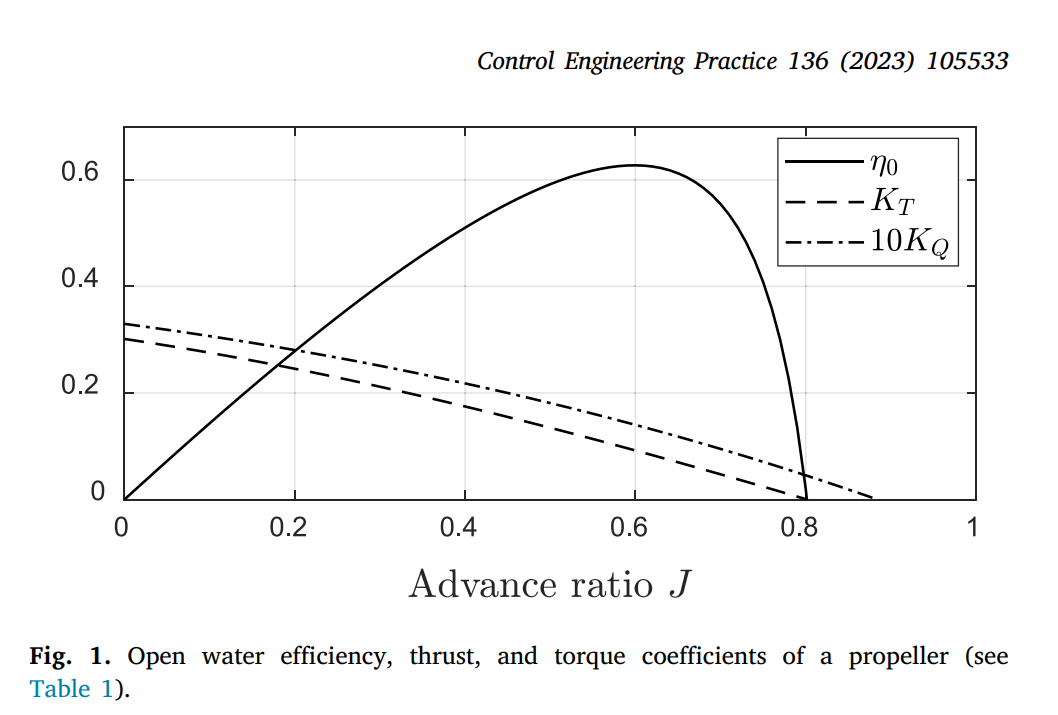 Control Engineering Practice 136 (2023) 105533
η0
KT
10KQ
0.6
0.4
0.2
0
0 0.2 0.4 0.6 0.8 1
Advance ratio J
Fig. 1. Open water efficiency, thrust, and torque coefficients of a propeller (see
Table 1).